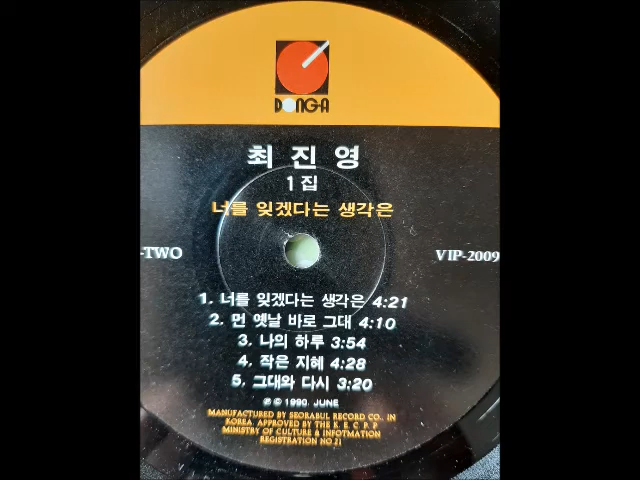 DONG-A
최진영
1집
너를 잊겠다는 생각은
-TWO
VIP-2009
1. 너를 잊겠다는 생각은 4:21
2. 먼 옛날 바로 그대 4:10
3. 나의 하루 3:54
4. 작은 지혜 4:28
5. 그대와 다시 3:20
℗ © 1990. JUNE
MANUFACTURED BY SEORABUL RECORD CO., IN
KOREA. APPROVED BY THE K. E. C. P. P
MINISTRY OF CULTURE & INFOTMATION
REGISTRATION NO.21